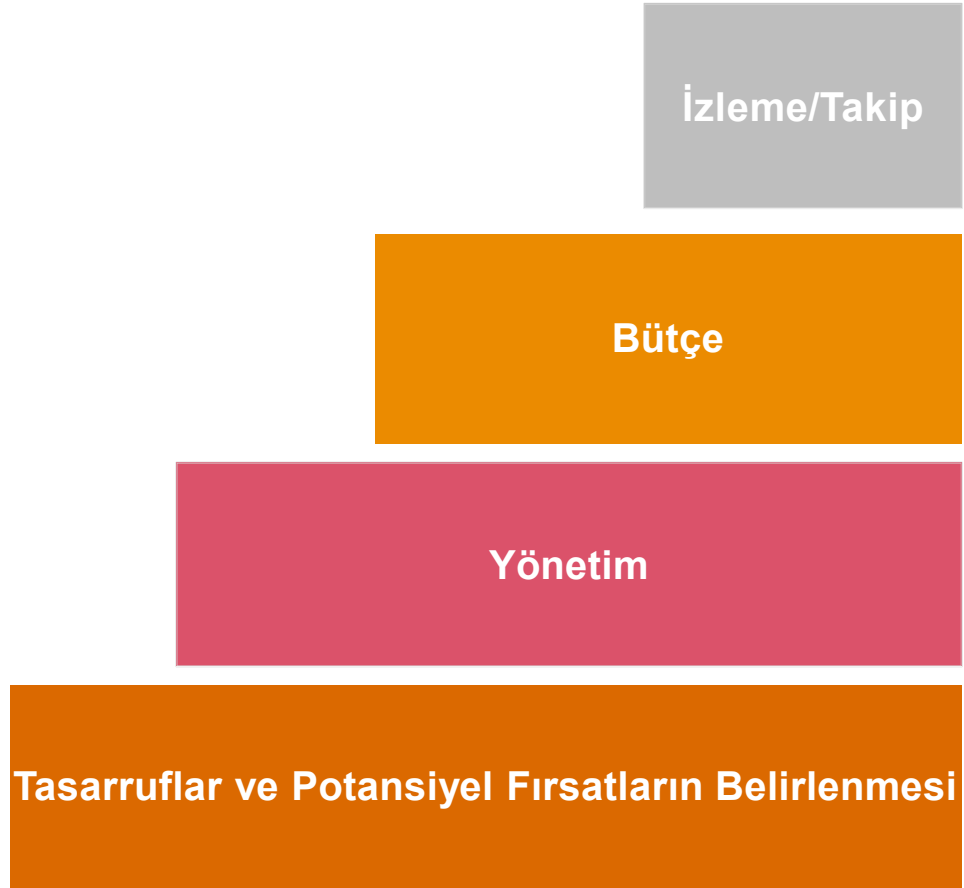 İzleme/Takip
Bütçe
Yönetim
Tasarruflar ve Potansiyel Fırsatların Belirlenmesi